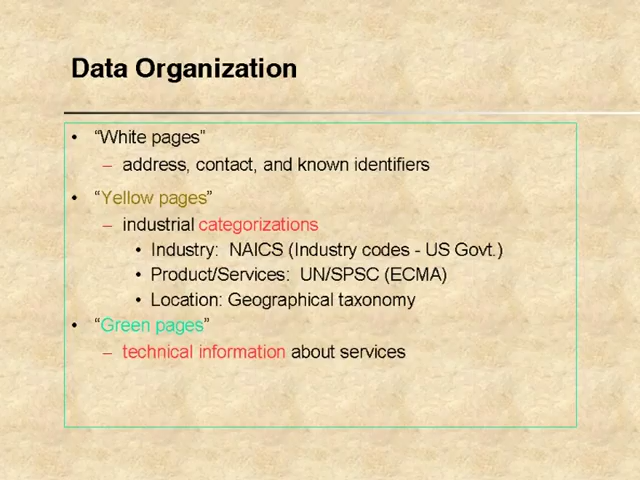 Data Organization
• “White pages”
– address, contact, and known identifiers
• “Yellow pages”
– industrial categorizations
• Industry:  NAICS (Industry codes - US Govt.)
• Product/Services:  UN/SPSC (ECMA)
• Location: Geographical taxonomy
• “Green pages”
– technical information about services